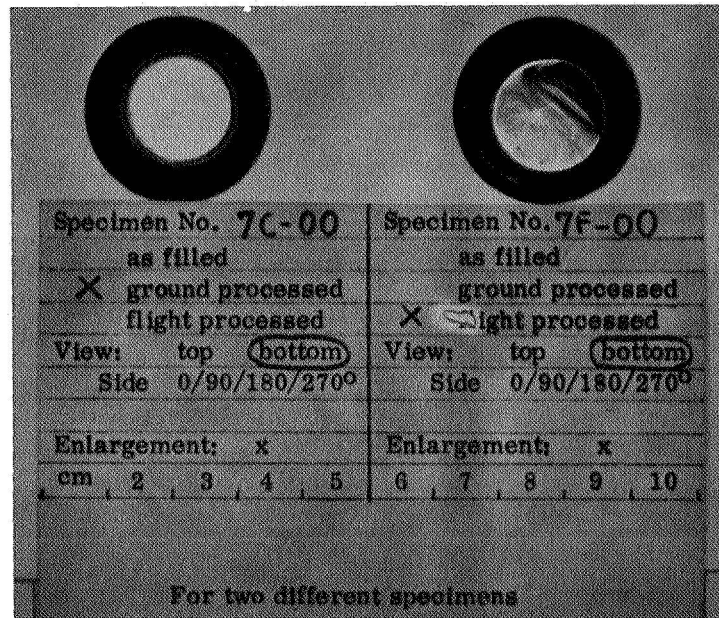 Specimen No. 7C-00 Specimen No. 7F-00
as filled as filled
X ground processed ground processed
flight processed X light processed
View: top bottom View: top bottom
Side 0/90/180/270° Side 0/90/180/270°
Enlargement: x Enlargement: x
cm 2 3 4 5 6 7 8 9 10
For two different specimens